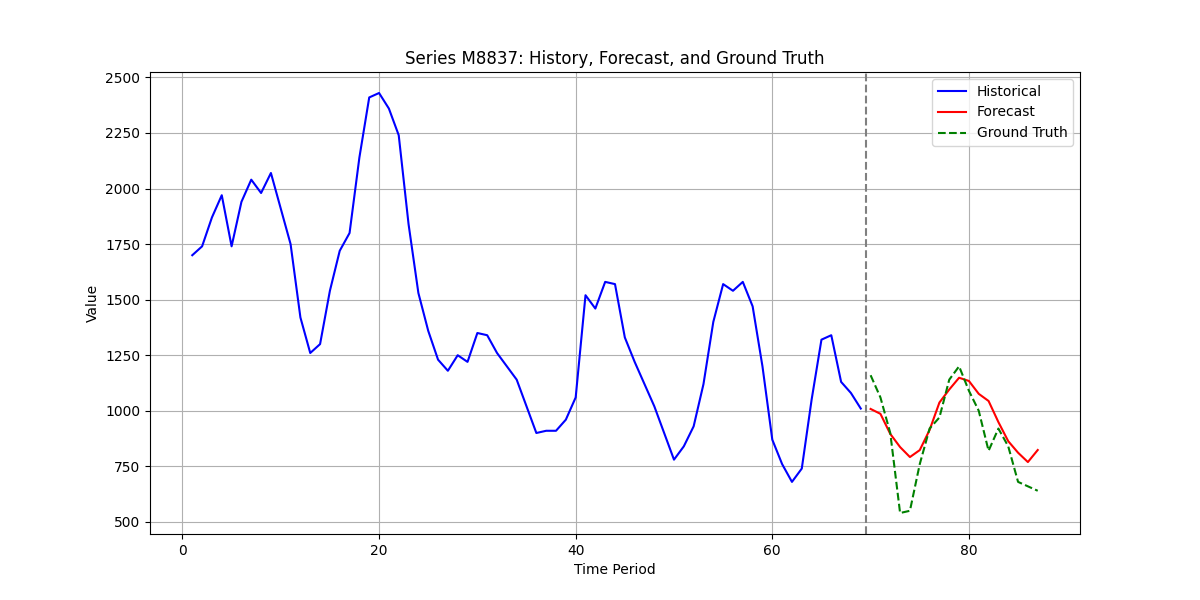 Series M8837: History, Forecast, and Ground Truth
Value
2500
2250
2000
1750
1500
1250
1000
750
500
Historical
Forecast
Ground Truth
0 20 40 60 80
Time Period